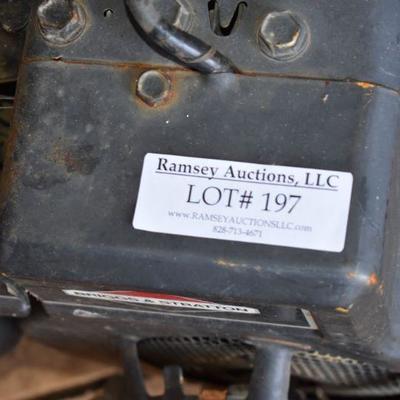 Ramsey Auctions, LLC
LOT# 197
www.RAMSEYAUCTIONSLLC.com
828-713-4671
BRIGGS & STRATTON